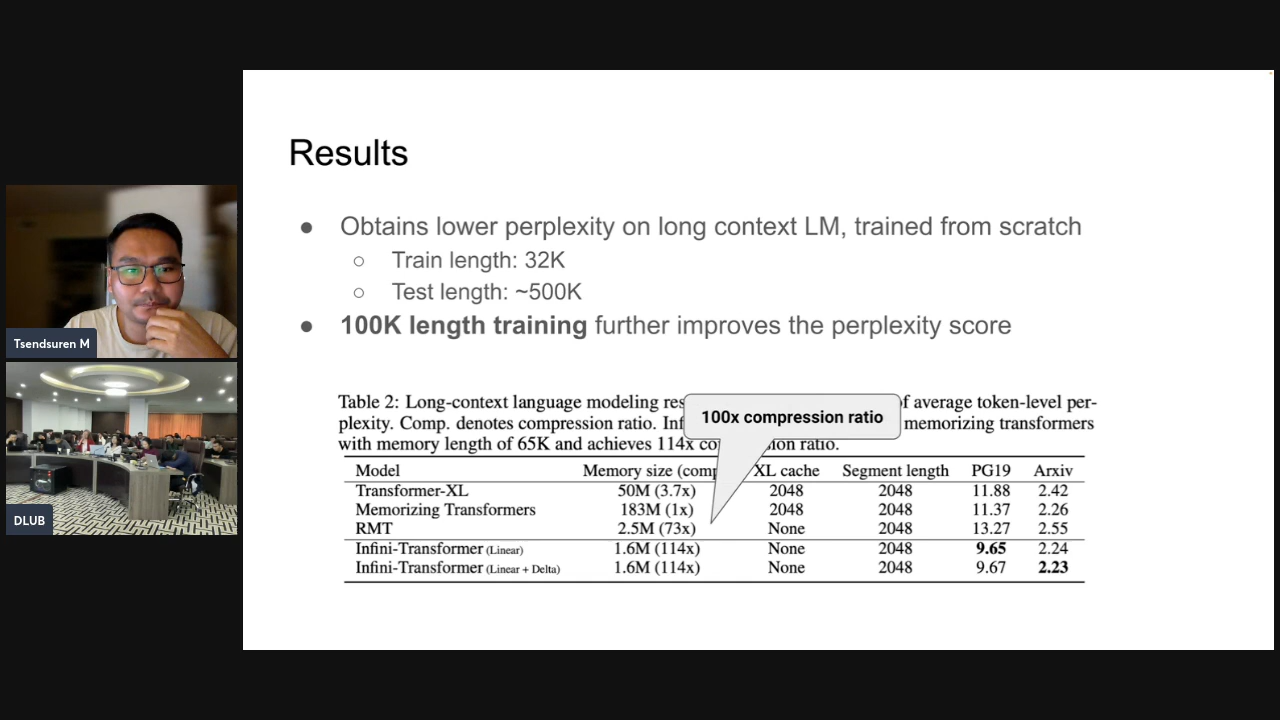 Results
● Obtains lower perplexity on long context LM, trained from scratch
○ Train length: 32K
○ Test length: ~500K
● 100K length training further improves the perplexity score
Table 2: Long-context language modeling res of average token-level per-
100x compression ratio
plexity. Comp. denotes compression ratio. Inf memorizing transformers
with memory length of 65K and achieves 114x co ion ratio.
Model Memory size (comp XL cache Segment length PG19 Arxiv
Transformer-XL 50M (3.7x) 2048 2048 11.88 2.42
Memorizing Transformers 183M (1x) 2048 2048 11.37 2.26
RMT 2.5M (73x) None 2048 13.27 2.55
Infini-Transformer (Linear) 1.6M (114x) None 2048 9.65 2.24
Infini-Transformer (Linear + Delta) 1.6M (114x) None 2048 9.67 2.23
Tsendsuren M
DLUB